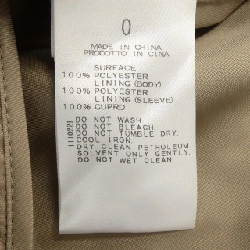 0
MADE IN CHINA
PRODOTTO IN CINA
SURFACE
100% POLYESTER
LINING (BODY)
100% POLYESTER
LINING (SLEEVE)
100% CUPRO
1110221
DO NOT WASH
DO NOT BLEACH
DO NOT TUMBLE DRY.
COOL IRON.
DRY CLEAN PETROLEUM
SOLVENT ONLY GENTLY.
DO NOT WET CLEAN